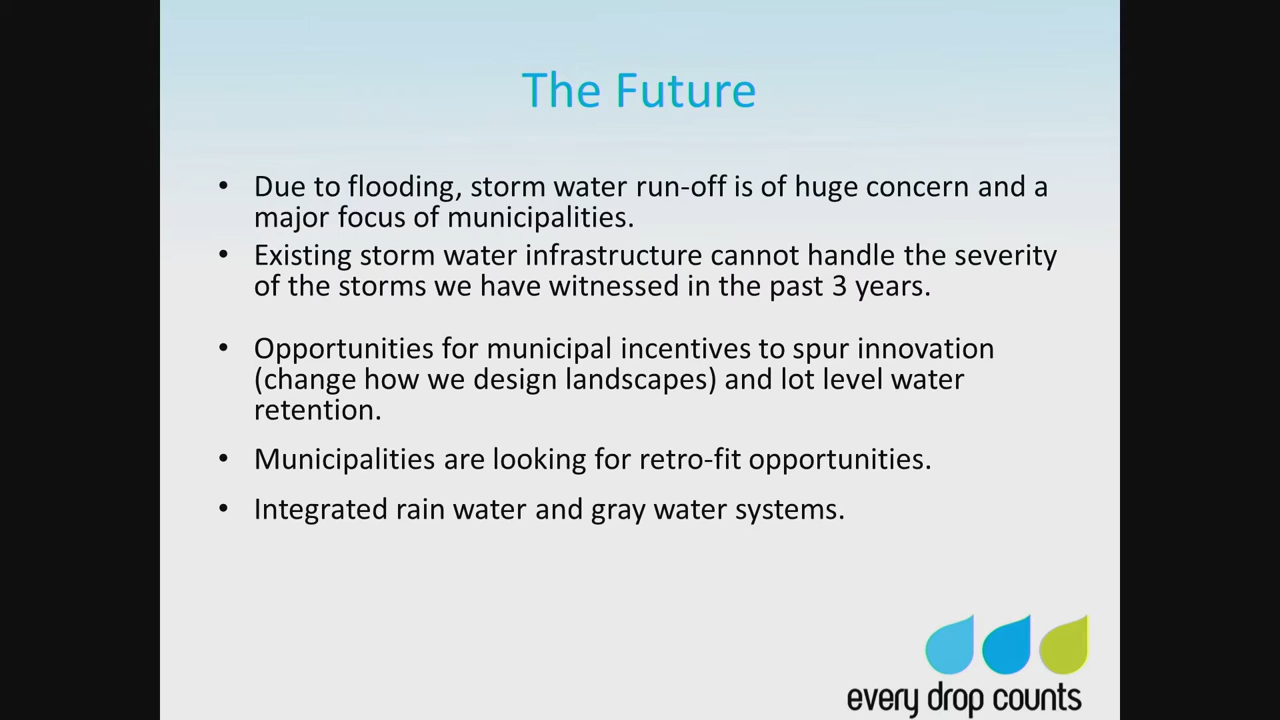 The Future
• Due to flooding, storm water run-off is of huge concern and a
major focus of municipalities.
• Existing storm water infrastructure cannot handle the severity
of the storms we have witnessed in the past 3 years.
• Opportunities for municipal incentives to spur innovation
(change how we design landscapes) and lot level water
retention.
• Municipalities are looking for retro-fit opportunities.
• Integrated rain water and gray water systems.
every drop counts